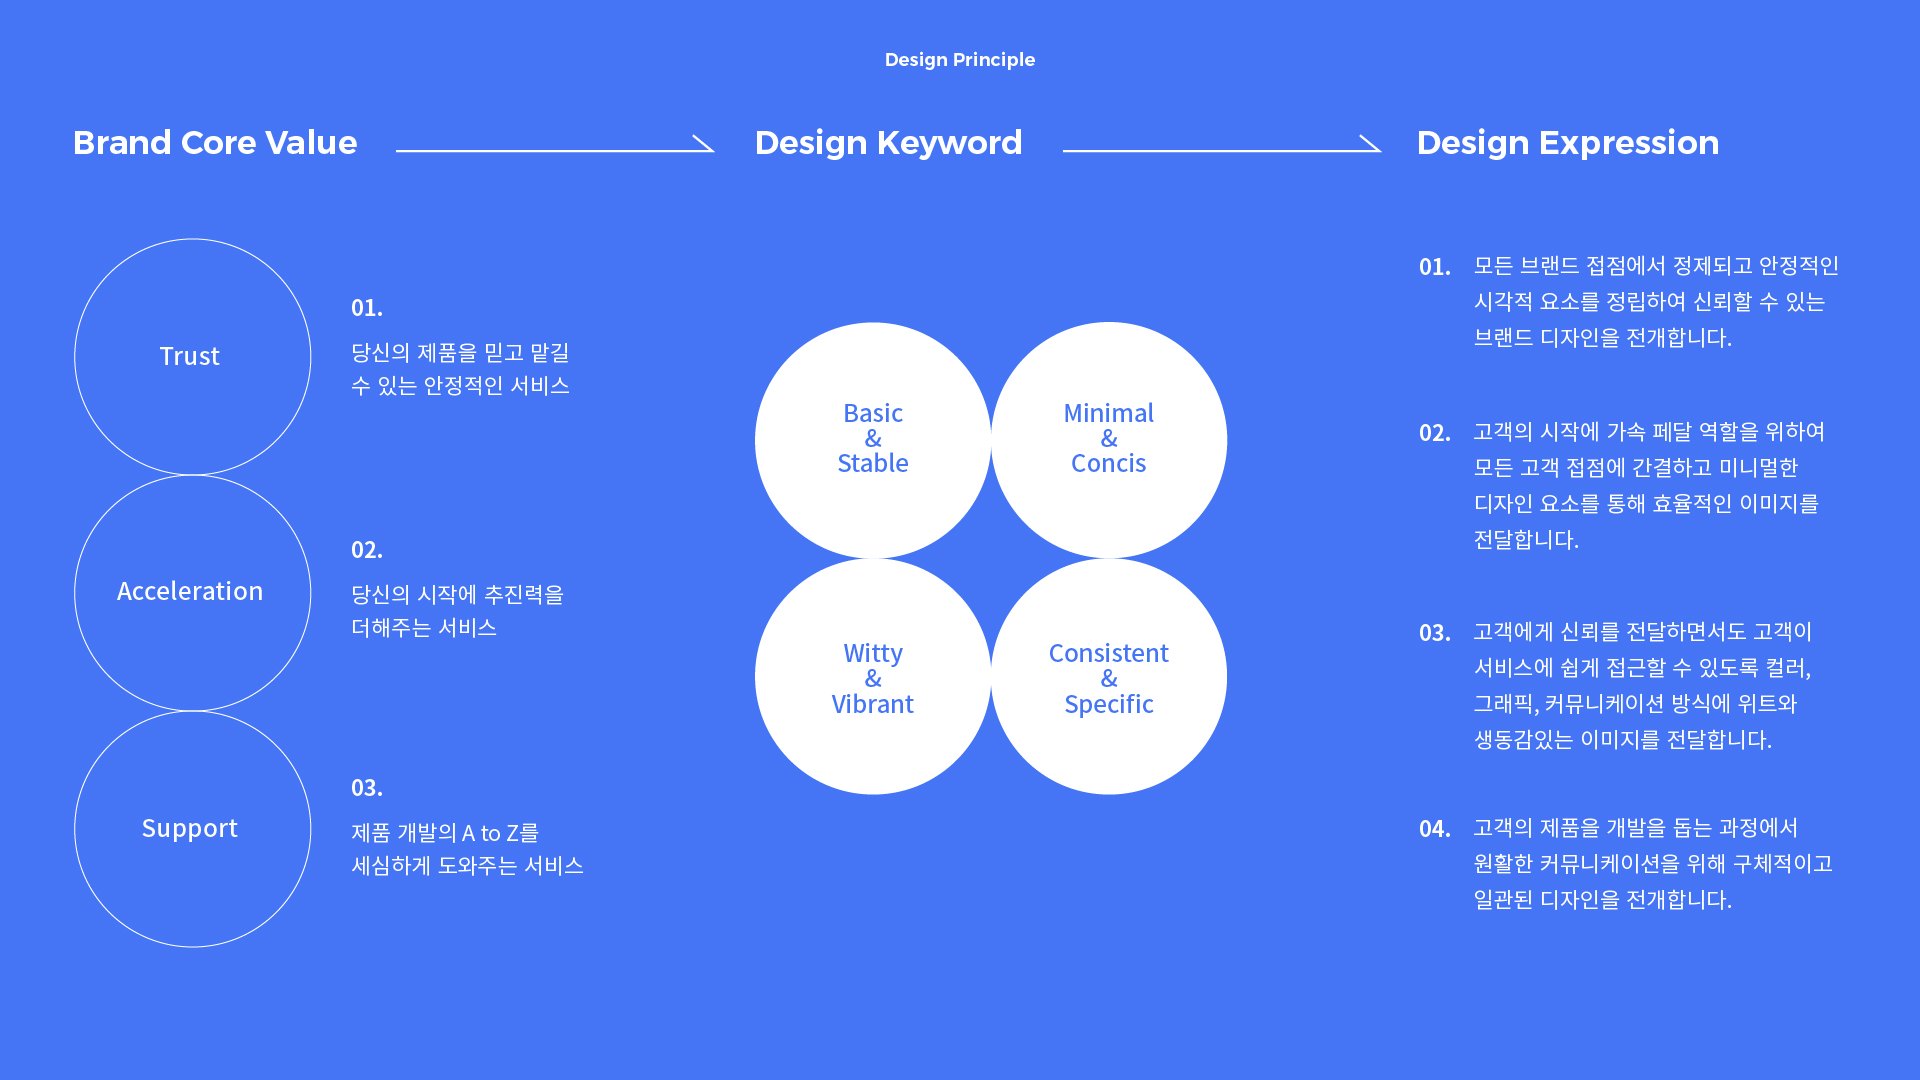 Design Principle
Brand Core Value
Design Keyword
Design Expression
Trust
01.
당신의 제품을 믿고 맡길
수 있는 안정적인 서비스
Acceleration
02.
당신의 시작에 추진력을
더해주는 서비스
Support
03.
제품 개발의 A to Z를
세심하게 도와주는 서비스
Basic
&
Stable
Minimal
&
Concis
Witty
&
Vibrant
Consistent
&
Specific
01. 모든 브랜드 접점에서 정제되고 안정적인
시각적 요소를 정립하여 신뢰할 수 있는
브랜드 디자인을 전개합니다.
02. 고객의 시작에 가속 페달 역할을 위하여
모든 고객 접점에 간결하고 미니멀한
디자인 요소를 통해 효율적인 이미지를
전달합니다.
03. 고객에게 신뢰를 전달하면서도 고객이
서비스에 쉽게 접근할 수 있도록 컬러,
그래픽, 커뮤니케이션 방식에 위트와
생동감있는 이미지를 전달합니다.
04. 고객의 제품을 개발을 돕는 과정에서
원활한 커뮤니케이션을 위해 구체적이고
일관된 디자인을 전개합니다.